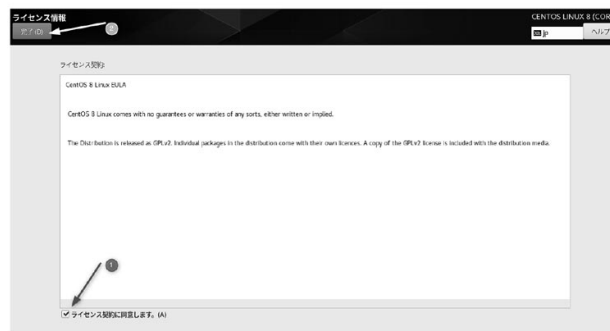 ライセンス情報
CENTOS LINUX 8 (COR
完了(D)
2
jp
ヘルプ
ライセンス契約:
CentOS 8 Linux EULA
CentOS 8 Linux comes with no guarantees or warranties of any sorts, either written or implied.
The Distribution is released as GPLv2. Individual packages in the distribution come with their own licences. A copy of the GPLv2 license is included with the distribution media.
1
ライセンス契約に同意します。(A)